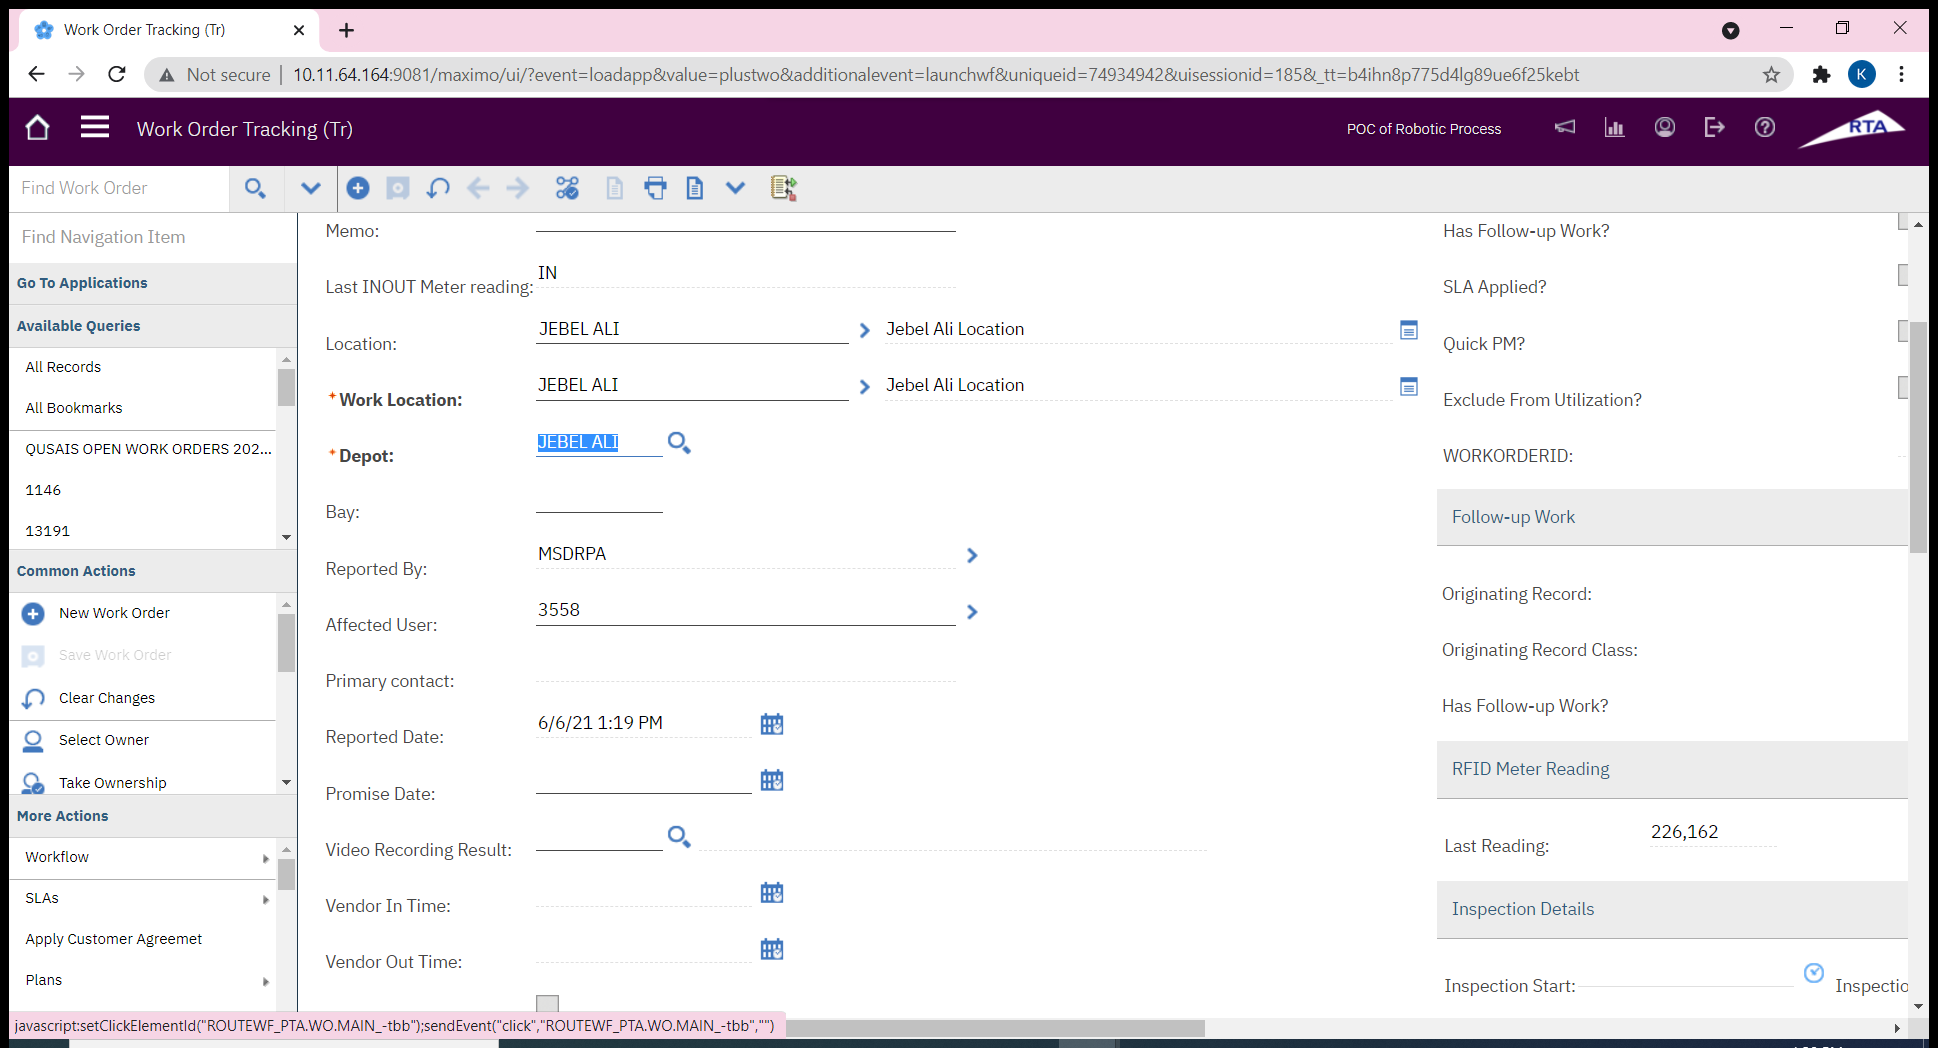 Work Order Tracking (Tr)
Not secure | 10.11.64.164:9081/maximo/ui/?event=loadapp&value=plustwo&additionalevent=launchwf&uniqueid=74934942&uisessionid=185&_tt=b4ihn8p775d4lg89ue6f25kebt
K
Work Order Tracking (Tr)
POC of Robotic Process
RTA
Find Work Order
Find Navigation Item
Go To Applications
Available Queries
All Records
All Bookmarks
QUSAIS OPEN WORK ORDERS 202...
1146
13191
Common Actions
New Work Order
Save Work Order
Clear Changes
Select Owner
Take Ownership
More Actions
Workflow
SLAs
Apply Customer Agreemet
Plans
Memo:
Last INOUT Meter reading: IN
Location: JEBEL ALI Jebel Ali Location
* Work Location: JEBEL ALI Jebel Ali Location
* Depot: JEBEL ALI
Bay:
Reported By: MSDRPA
Affected User: 3558
Primary contact:
Reported Date: 6/6/21 1:19 PM
Promise Date:
Video Recording Result:
Vendor In Time:
Vendor Out Time:
Has Follow-up Work?
SLA Applied?
Quick PM?
Exclude From Utilization?
WORKORDERID:
Follow-up Work
Originating Record:
Originating Record Class:
Has Follow-up Work?
RFID Meter Reading
Last Reading: 226,162
Inspection Details
Inspection Start: Inspectio
javascript:setClickElementId("ROUTEWF_PTA.WO.MAIN_-tbb");sendEvent("click","ROUTEWF_PTA.WO.MAIN_-tbb","")